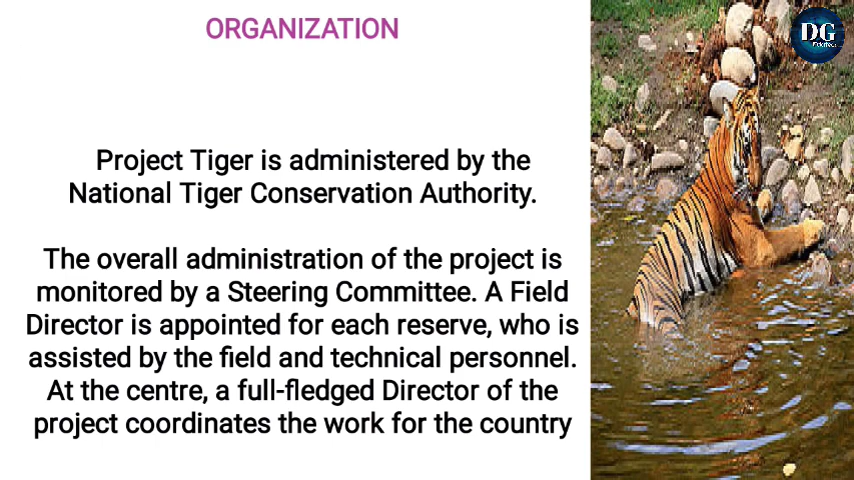 ORGANIZATION
DG
Project Tiger is administered by the
National Tiger Conservation Authority.
The overall administration of the project is
monitored by a Steering Committee. A Field
Director is appointed for each reserve, who is
assisted by the field and technical personnel.
At the centre, a full-fledged Director of the
project coordinates the work for the country